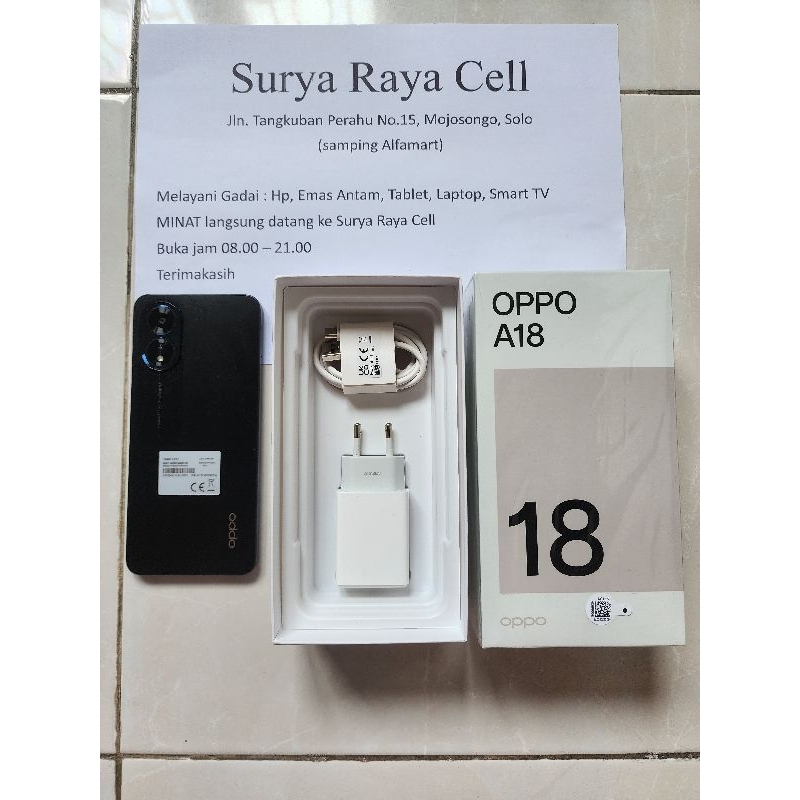 Surya Raya Cell
Jln. Tangkuban Perahu No.15, Mojosongo, Solo
(samping Alfamart)
Melayani Gadai : Hp, Emas Antam, Tablet, Laptop, Smart TV
MINAT langsung datang ke Surya Raya Cell
Buka jam 08.00 – 21.00
Terimakasih
OPPO
A18
18
oppo
oppo
CE
CE